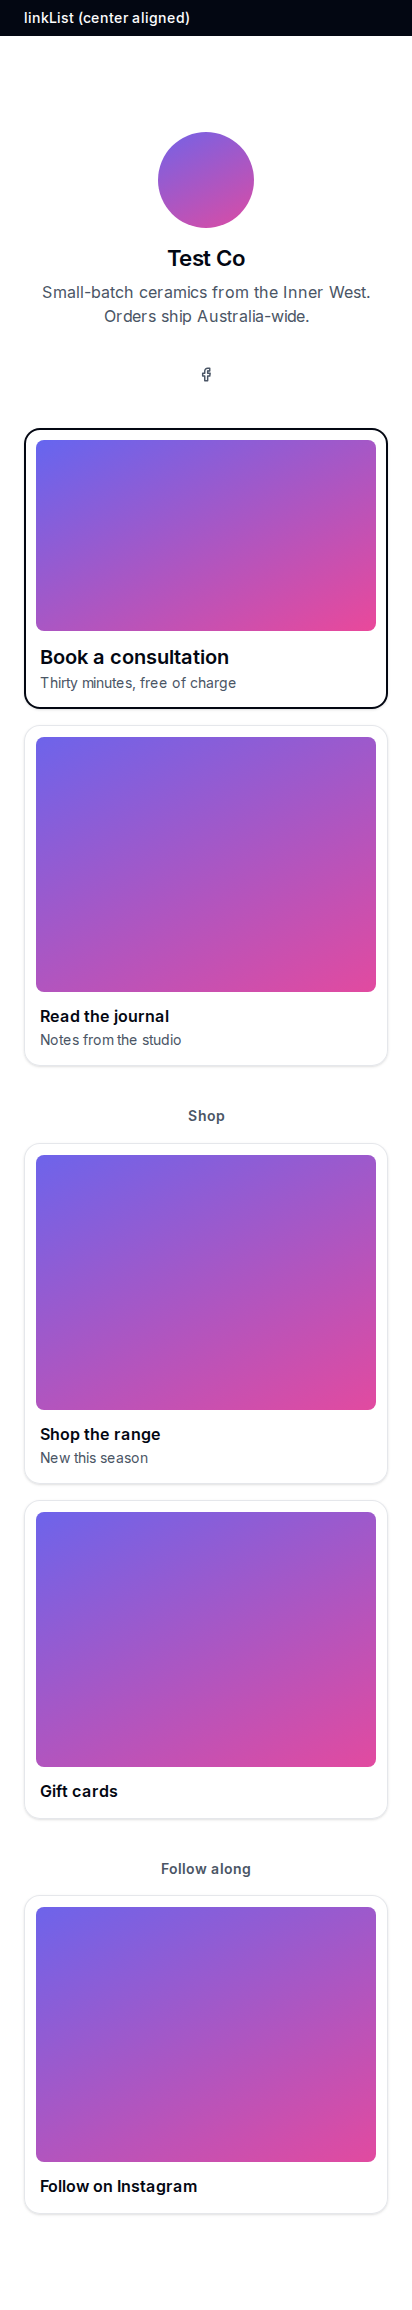 linkList (center aligned)
Test Co
Small-batch ceramics from the Inner West.
Orders ship Australia-wide.
Book a consultation
Thirty minutes, free of charge
Read the journal
Notes from the studio
Shop
Shop the range
New this season
Gift cards
Follow along
Follow on Instagram